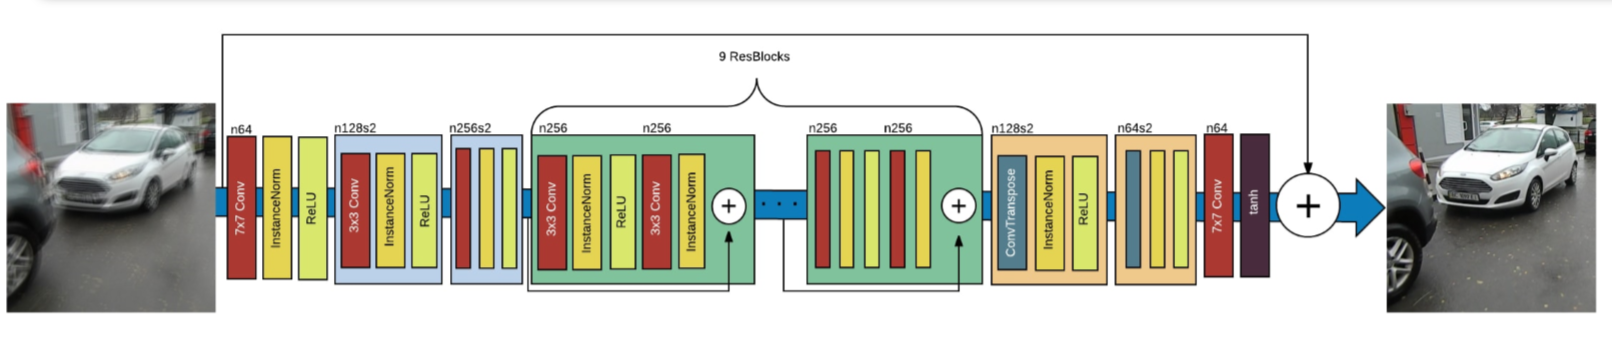 9 ResBlocks
n64
7x7 Conv
InstanceNorm
ReLU
n128s2
3x3 Conv
InstanceNorm
ReLU
n256s2
n256
n256
3x3 Conv
InstanceNorm
ReLU
3x3 Conv
InstanceNorm
+
. . .
n256
n256
+
n128s2
ConvTranspose
InstanceNorm
ReLU
n64s2
n64
7x7 Conv
tanh
+